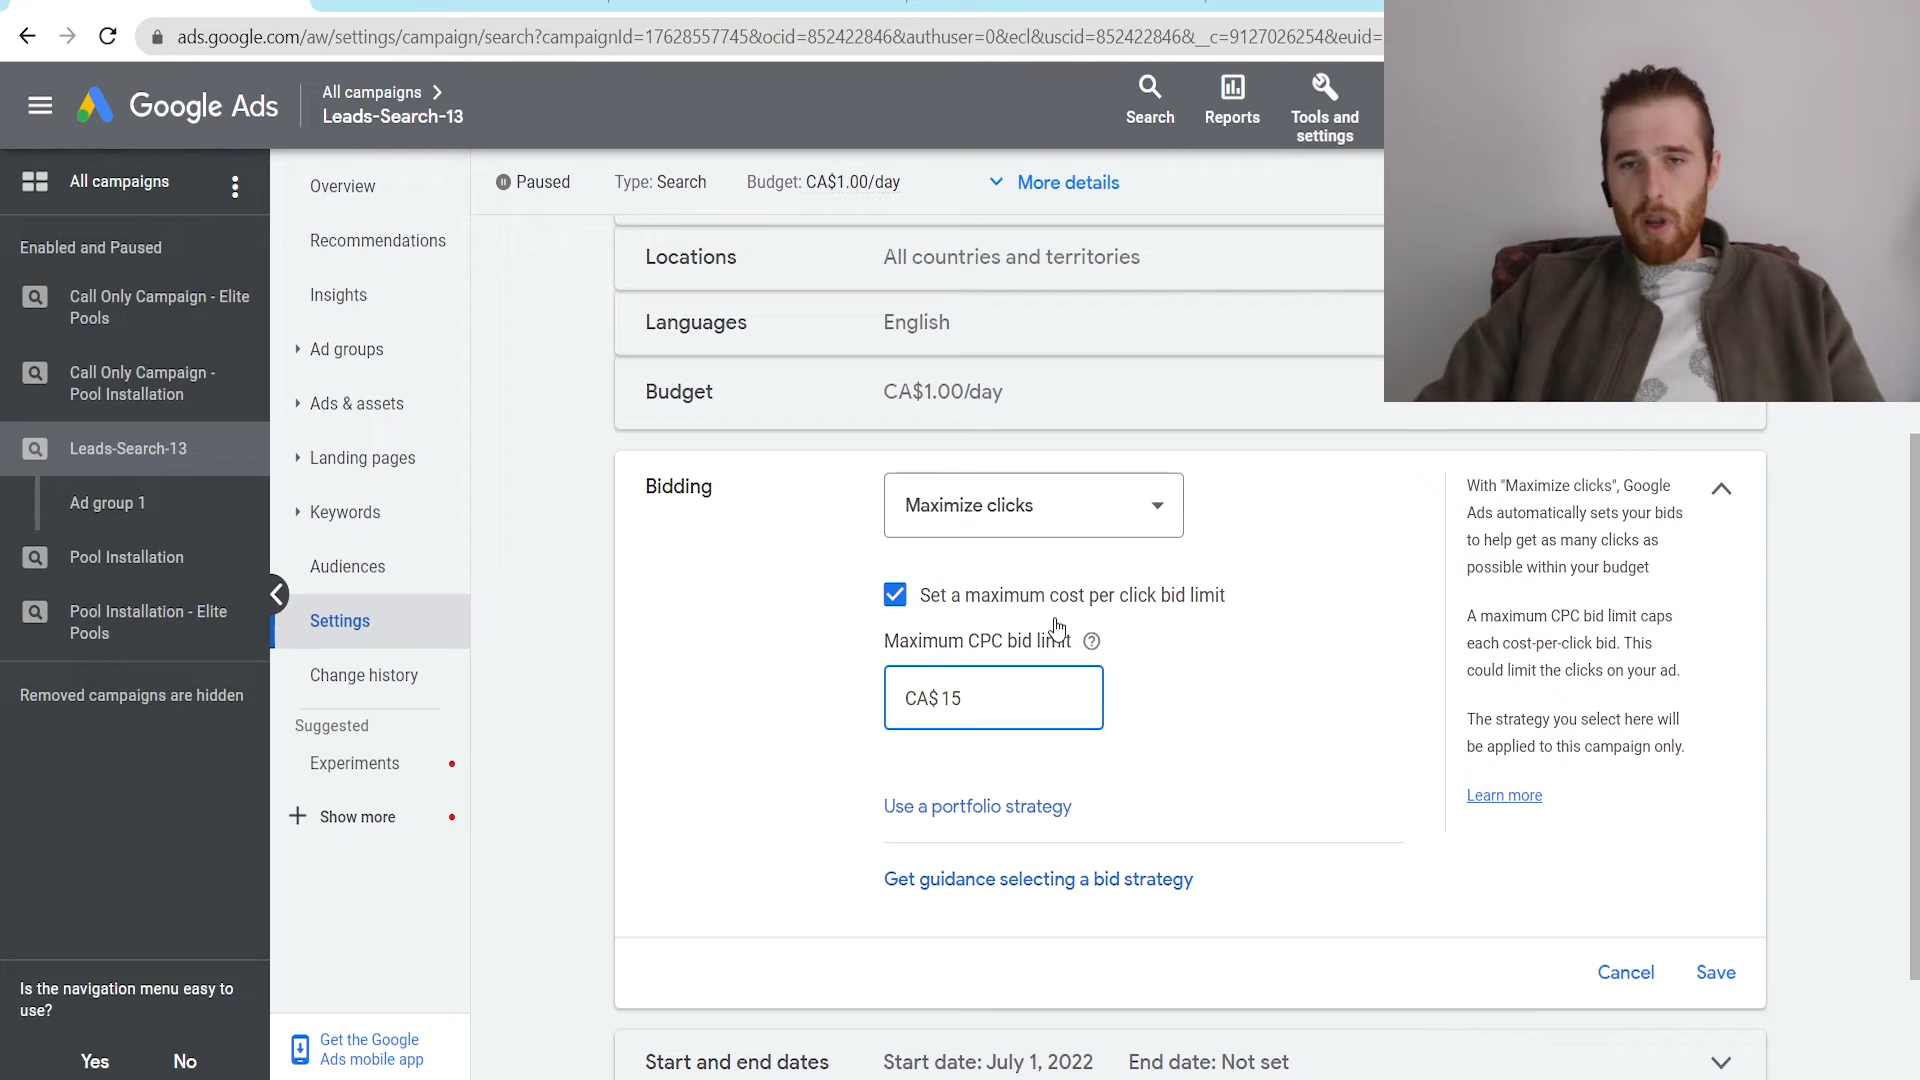 ads.google.com/aw/settings/campaign/search?campaignId=17628557745&ocid=852422846&authuser=0&ecl&uscid=852422846&__c=9127026254&euid=
Google Ads
All campaigns
Leads-Search-13
Search
Reports
Tools and
settings
All campaigns
Enabled and Paused
Call Only Campaign - Elite
Pools
Call Only Campaign -
Pool Installation
Leads-Search-13
Ad group 1
Pool Installation
Pool Installation - Elite
Pools
Removed campaigns are hidden
Is the navigation menu easy to
use?
Yes No
Overview
Recommendations
Insights
Ad groups
Ads & assets
Landing pages
Keywords
Audiences
Settings
Change history
Suggested
Experiments
Show more
Get the Google
Ads mobile app
Paused Type: Search Budget: CA$1.00/day More details
Locations All countries and territories
Languages English
Budget CA$1.00/day
Bidding
Maximize clicks
Set a maximum cost per click bid limit
Maximum CPC bid limit
CA$ 15
Use a portfolio strategy
Get guidance selecting a bid strategy
With "Maximize clicks", Google
Ads automatically sets your bids
to help get as many clicks as
possible within your budget
A maximum CPC bid limit caps
each cost-per-click bid. This
could limit the clicks on your ad.
The strategy you select here will
be applied to this campaign only.
Learn more
Cancel Save
Start and end dates Start date: July 1, 2022 End date: Not set